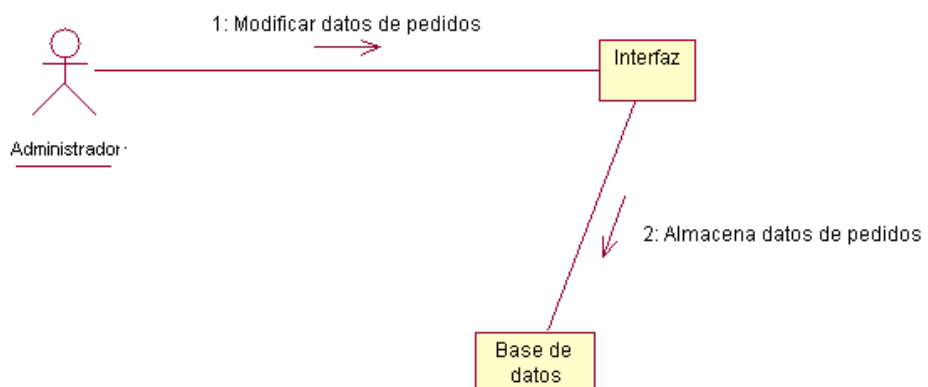 1: Modificar datos de pedidos
Interfaz
Administrador
2: Almacena datos de pedidos
Base de
datos